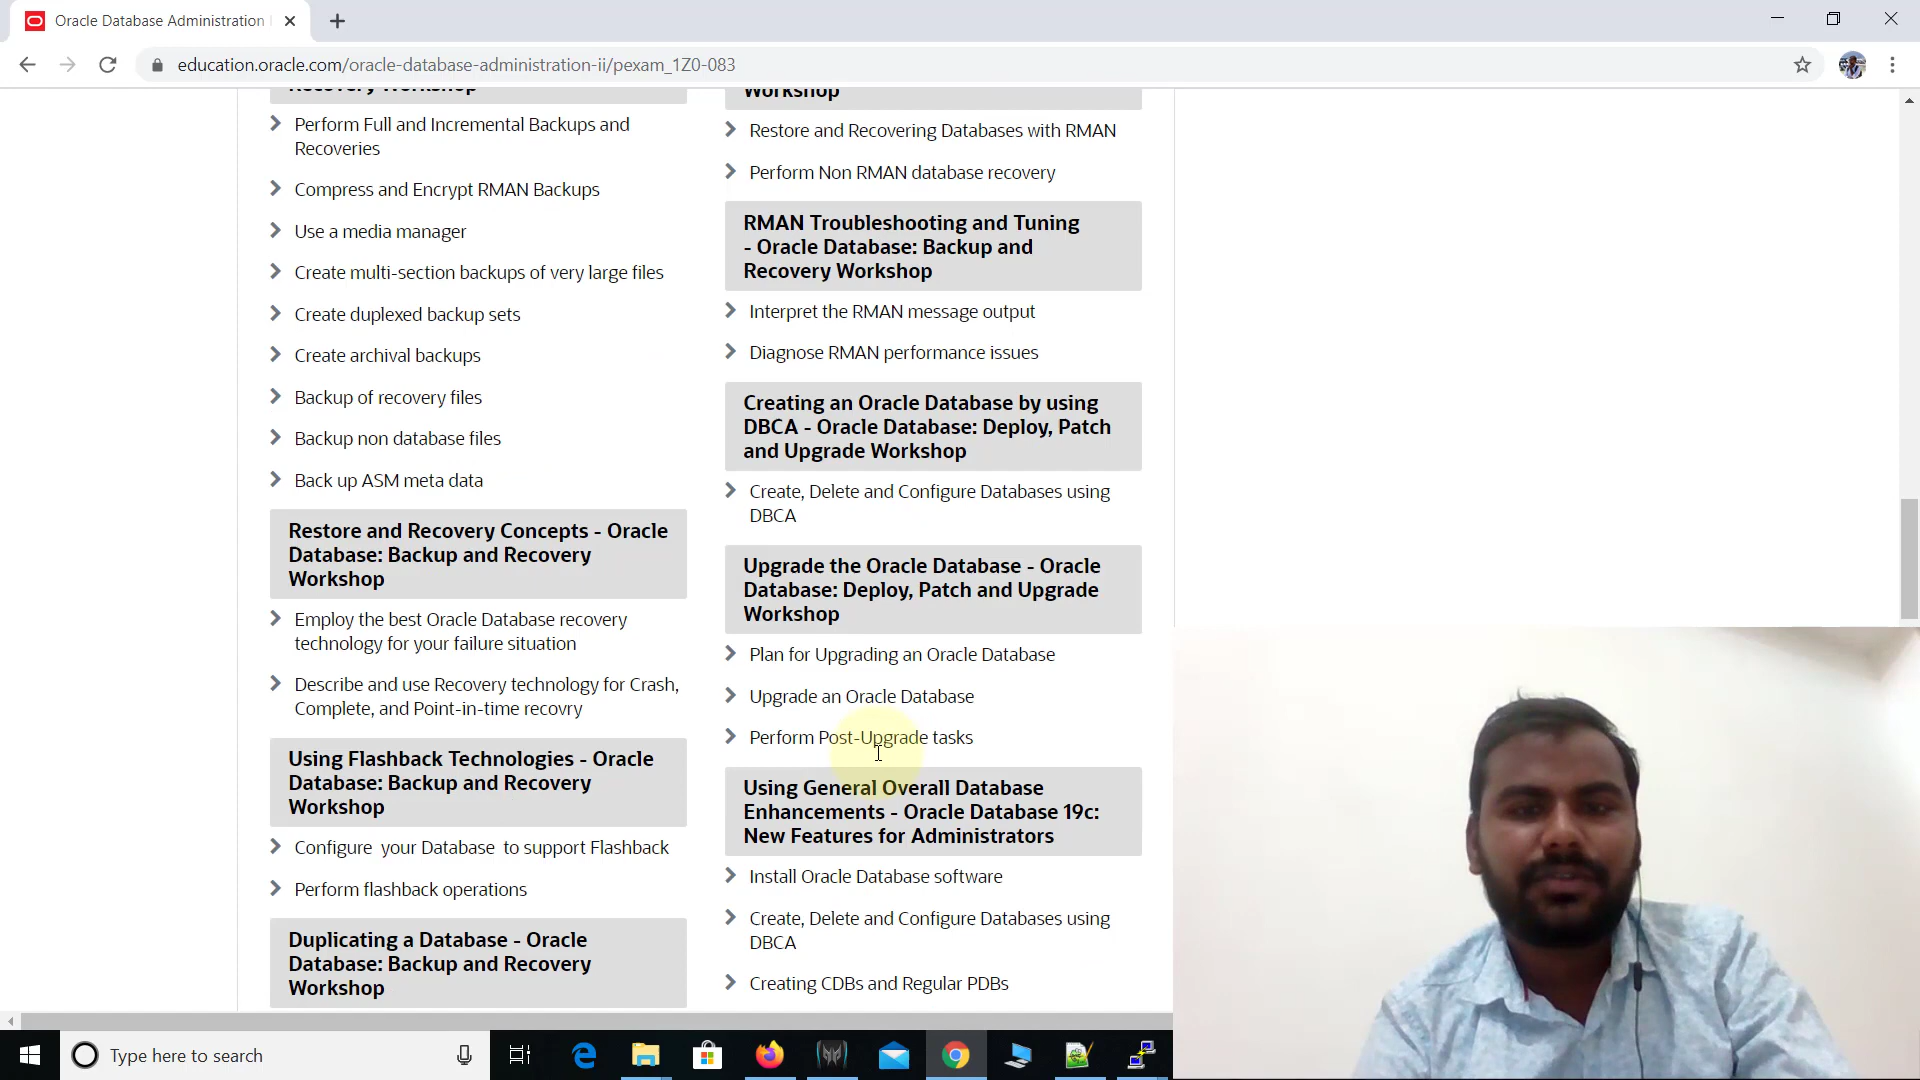 Oracle Database Administration
education.oracle.com/oracle-database-administration-ii/pexam_1Z0-083
Recovery Workshop
Perform Full and Incremental Backups and
Recoveries
Compress and Encrypt RMAN Backups
Use a media manager
Create multi-section backups of very large files
Create duplexed backup sets
Create archival backups
Backup of recovery files
Backup non database files
Back up ASM meta data
Restore and Recovery Concepts - Oracle
Database: Backup and Recovery
Workshop
Employ the best Oracle Database recovery
technology for your failure situation
Describe and use Recovery technology for Crash,
Complete, and Point-in-time recovry
Using Flashback Technologies - Oracle
Database: Backup and Recovery
Workshop
Configure your Database to support Flashback
Perform flashback operations
Duplicating a Database - Oracle
Database: Backup and Recovery
Workshop
Workshop
Restore and Recovering Databases with RMAN
Perform Non RMAN database recovery
RMAN Troubleshooting and Tuning
- Oracle Database: Backup and
Recovery Workshop
Interpret the RMAN message output
Diagnose RMAN performance issues
Creating an Oracle Database by using
DBCA - Oracle Database: Deploy, Patch
and Upgrade Workshop
Create, Delete and Configure Databases using
DBCA
Upgrade the Oracle Database - Oracle
Database: Deploy, Patch and Upgrade
Workshop
Plan for Upgrading an Oracle Database
Upgrade an Oracle Database
Perform Post-Upgrade tasks
Using General Overall Database
Enhancements - Oracle Database 19c:
New Features for Administrators
Install Oracle Database software
Create, Delete and Configure Databases using
DBCA
Creating CDBs and Regular PDBs
Type here to search